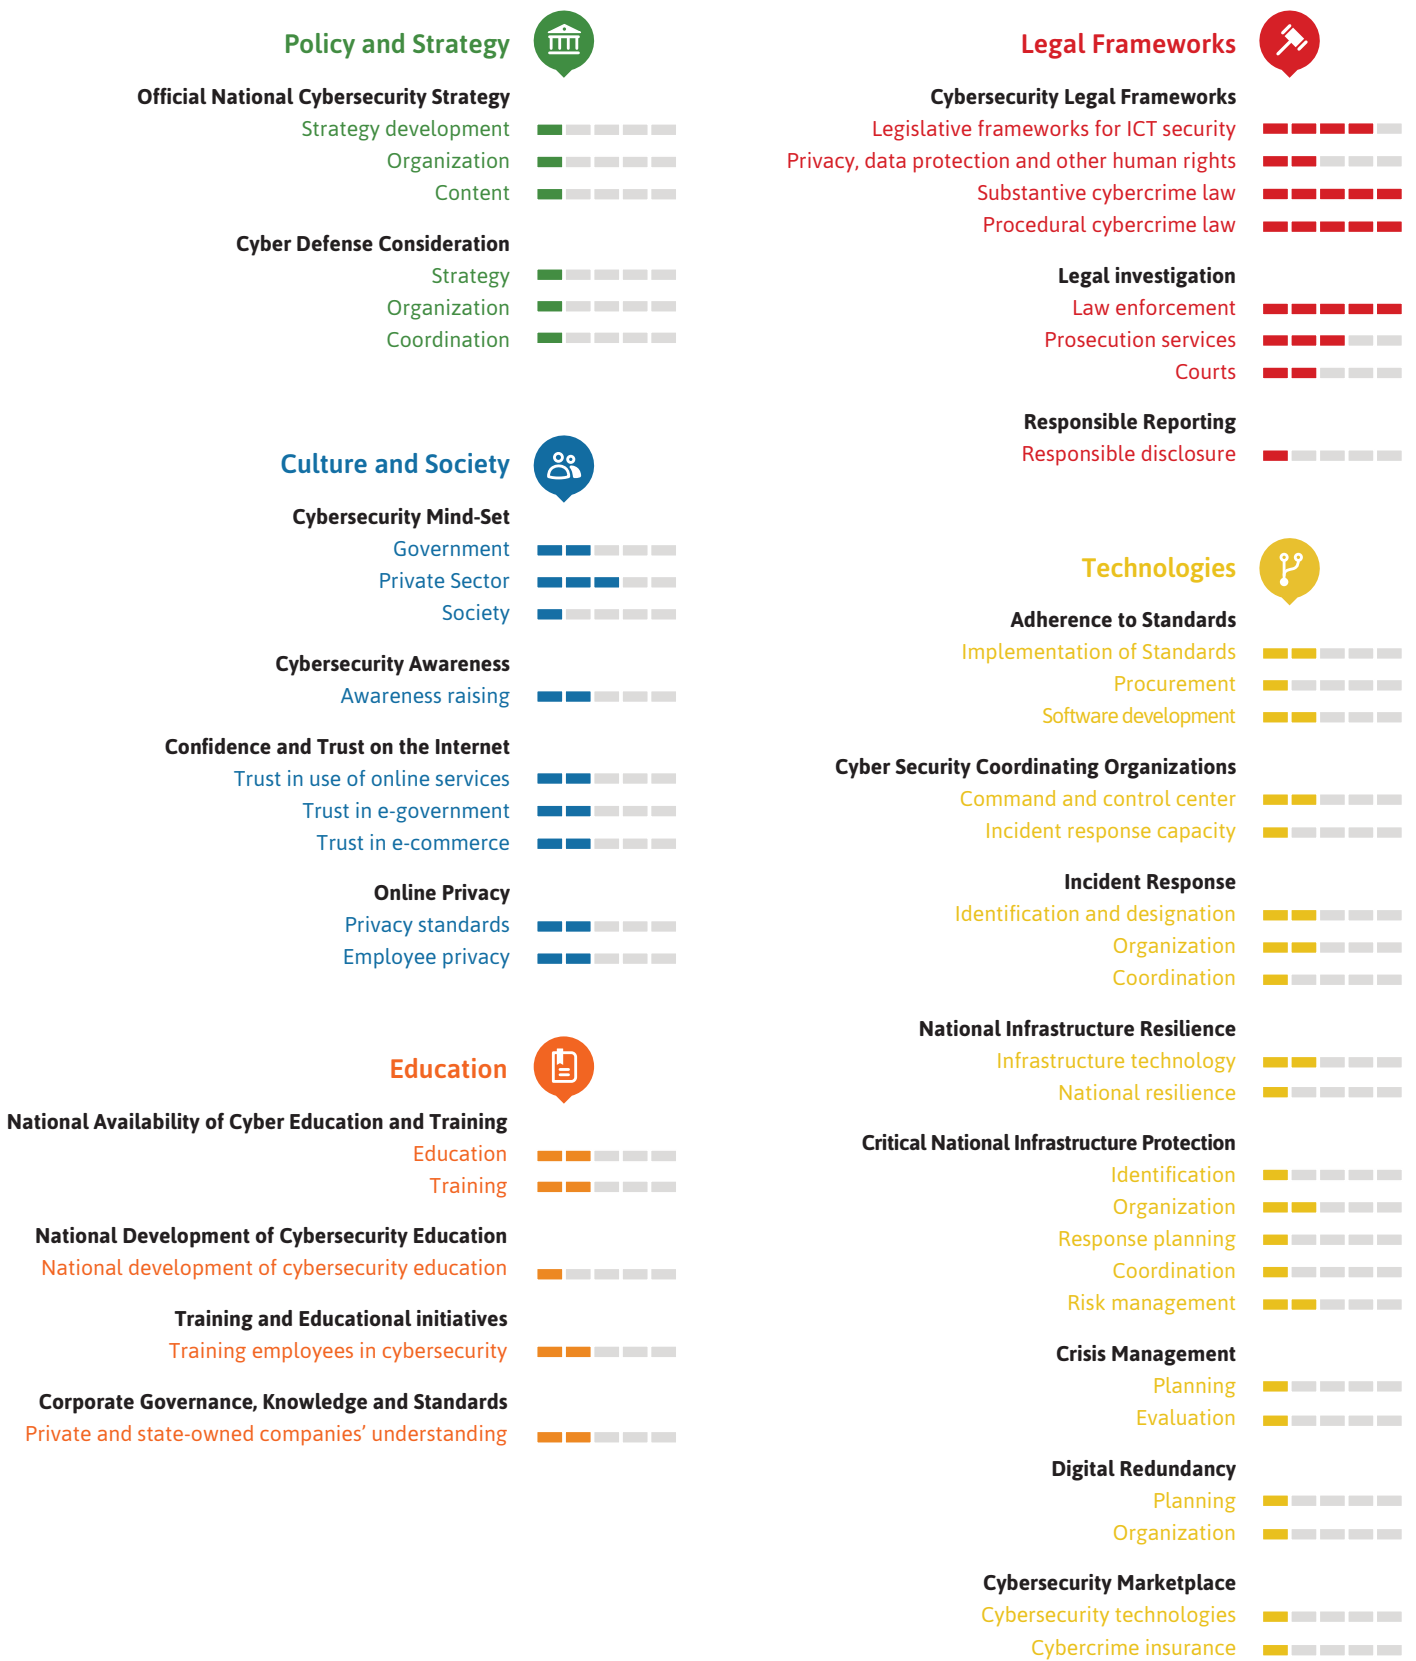 Policy and Strategy
Official National Cybersecurity Strategy
Strategy development
Organization
Content
Cyber Defense Consideration
Strategy
Organization
Coordination
Culture and Society
Cybersecurity Mind-Set
Government
Private Sector
Society
Cybersecurity Awareness
Awareness raising
Confidence and Trust on the Internet
Trust in use of online services
Trust in e-government
Trust in e-commerce
Online Privacy
Privacy standards
Employee privacy
Education
National Availability of Cyber Education and Training
Education
Training
National Development of Cybersecurity Education
National development of cybersecurity education
Training and Educational initiatives
Training employees in cybersecurity
Corporate Governance, Knowledge and Standards
Private and state-owned companies’ understanding
Legal Frameworks
Cybersecurity Legal Frameworks
Legislative frameworks for ICT security
Privacy, data protection and other human rights
Substantive cybercrime law
Procedural cybercrime law
Legal investigation
Law enforcement
Prosecution services
Courts
Responsible Reporting
Responsible disclosure
Technologies
Adherence to Standards
Implementation of Standards
Procurement
Software development
Cyber Security Coordinating Organizations
Command and control center
Incident response capacity
Incident Response
Identification and designation
Organization
Coordination
National Infrastructure Resilience
Infrastructure technology
National resilience
Critical National Infrastructure Protection
Identification
Organization
Response planning
Coordination
Risk management
Crisis Management
Planning
Evaluation
Digital Redundancy
Planning
Organization
Cybersecurity Marketplace
Cybersecurity technologies
Cybercrime insurance